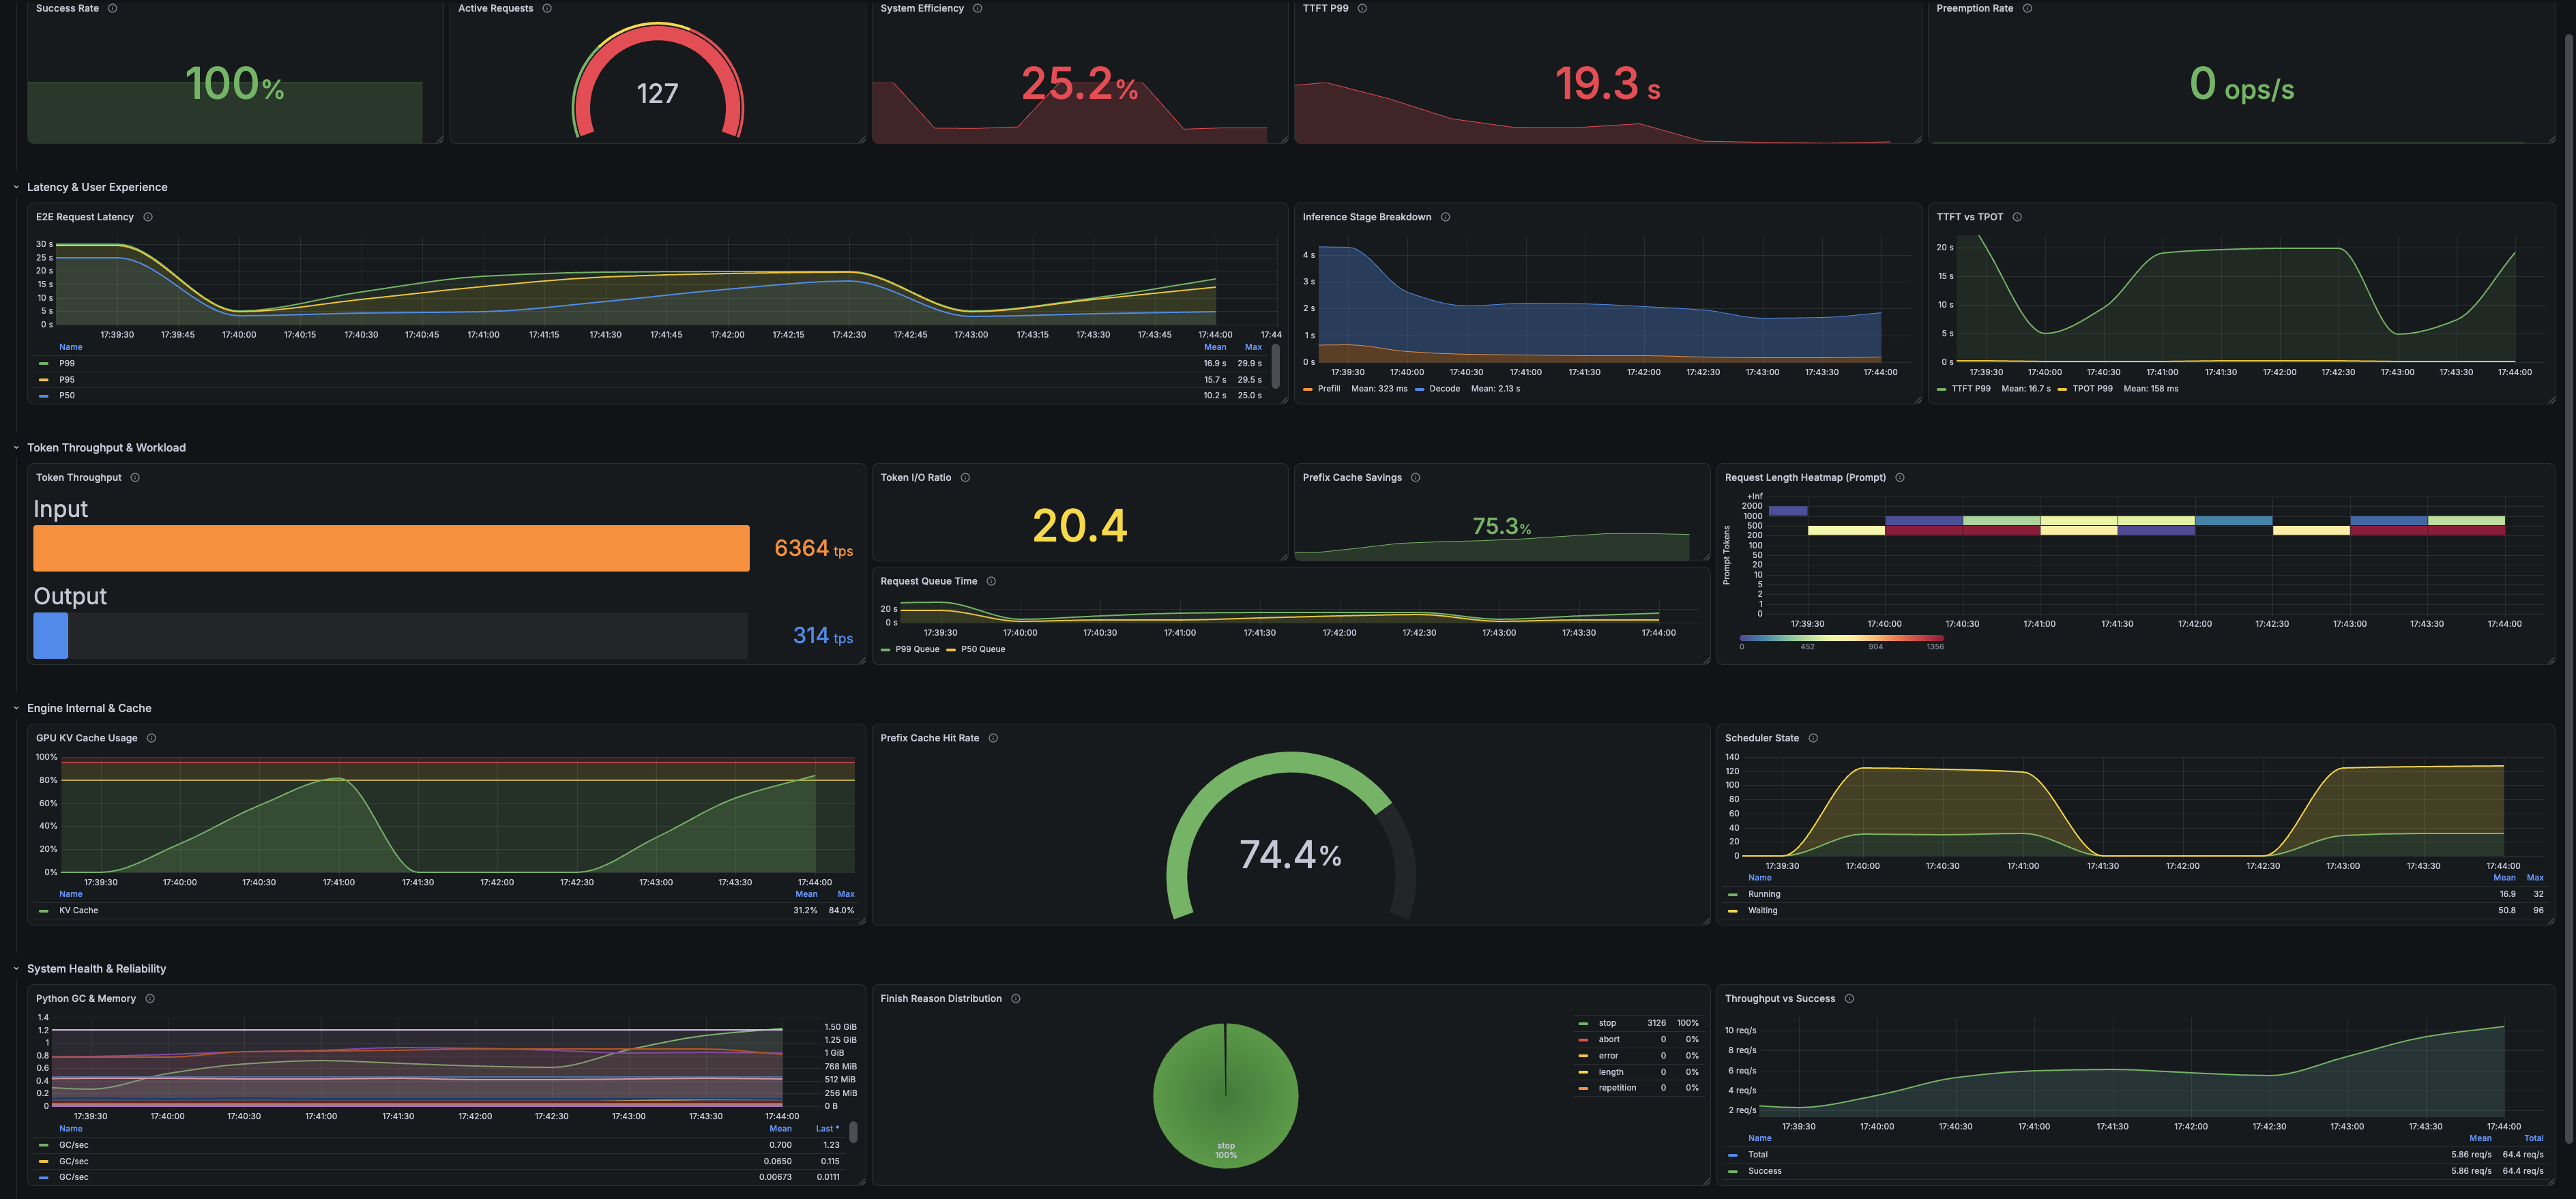 Success Rate
100%
Active Requests
127
System Efficiency
25.2%
TTFT P99
19.3 s
Preemption Rate
0 ops/s
Latency & User Experience
E2E Request Latency
30 s
25 s
20 s
15 s
10 s
5 s
0 s
17:39:30 17:39:45 17:40:00 17:40:15 17:40:30 17:40:45 17:41:00 17:41:15 17:41:30 17:41:45 17:42:00 17:42:15 17:42:30 17:42:45 17:43:00 17:43:15 17:43:30 17:43:45 17:44:00 17:44
Name Mean Max
P99 16.9 s 29.9 s
P95 15.7 s 29.5 s
P50 10.2 s 25.0 s
Inference Stage Breakdown
4 s
3 s
2 s
1 s
0 s
17:39:30 17:40:00 17:40:30 17:41:00 17:41:30 17:42:00 17:42:30 17:43:00 17:43:30 17:44:00
Prefill Mean: 323 ms Decode Mean: 2.13 s
TTFT vs TPOT
20 s
15 s
10 s
5 s
0 s
17:39:30 17:40:00 17:40:30 17:41:00 17:41:30 17:42:00 17:42:30 17:43:00 17:43:30 17:44:00
TTFT P99 Mean: 16.7 s TPOT P99 Mean: 158 ms
Token Throughput & Workload
Token Throughput
Input
6364 tps
Output
314 tps
Token I/O Ratio
20.4
Prefix Cache Savings
75.3%
Request Queue Time
20 s
0 s
17:39:30 17:40:00 17:40:30 17:41:00 17:41:30 17:42:00 17:42:30 17:43:00 17:43:30 17:44:00
P99 Queue P50 Queue
Request Length Heatmap (Prompt)
Prompt Tokens
+Inf
2000
1000
500
200
100
50
20
10
5
2
1
0
17:39:30 17:40:00 17:40:30 17:41:00 17:41:30 17:42:00 17:42:30 17:43:00 17:43:30 17:44:00
0 452 904 1356
Engine Internal & Cache
GPU KV Cache Usage
100%
80%
60%
40%
20%
0%
17:39:30 17:40:00 17:40:30 17:41:00 17:41:30 17:42:00 17:42:30 17:43:00 17:43:30 17:44:00
Name Mean Max
KV Cache 31.2% 84.0%
Prefix Cache Hit Rate
74.4%
Scheduler State
140
120
100
80
60
40
20
0
17:39:30 17:40:00 17:40:30 17:41:00 17:41:30 17:42:00 17:42:30 17:43:00 17:43:30 17:44:00
Name Mean Max
Running 16.9 32
Waiting 50.8 96
System Health & Reliability
Python GC & Memory
1.4
1.2
1
0.8
0.6
0.4
0.2
0
1.50 GiB
1.25 GiB
1 GiB
768 MiB
512 MiB
256 MiB
0 B
17:39:30 17:40:00 17:40:30 17:41:00 17:41:30 17:42:00 17:42:30 17:43:00 17:43:30 17:44:00
Name Mean Last *
GC/sec 0.700 1.23
GC/sec 0.0650 0.115
GC/sec 0.00673 0.0111
Finish Reason Distribution
stop
100%
stop 3126 100%
abort 0 0%
error 0 0%
length 0 0%
repetition 0 0%
Throughput vs Success
10 req/s
8 req/s
6 req/s
4 req/s
2 req/s
17:39:30 17:40:00 17:40:30 17:41:00 17:41:30 17:42:00 17:42:30 17:43:00 17:43:30 17:44:00
Name Mean Total
Total 5.86 req/s 64.4 req/s
Success 5.86 req/s 64.4 req/s